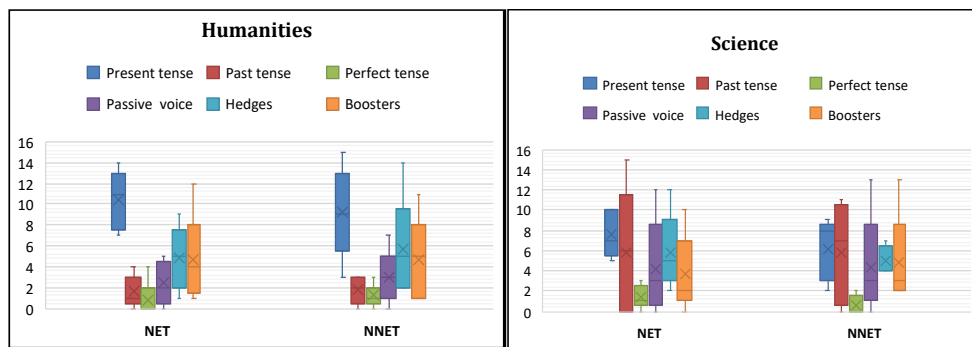 Humanities
Present tense Past tense Perfect tense
Passive voice Hedges Boosters
16
14
12
10
8
6
4
2
0
NET NNET
Science
Present tense Past tense Perfect tense
Passive voice Hedges Boosters
16
14
12
10
8
6
4
2
0
NET NNET